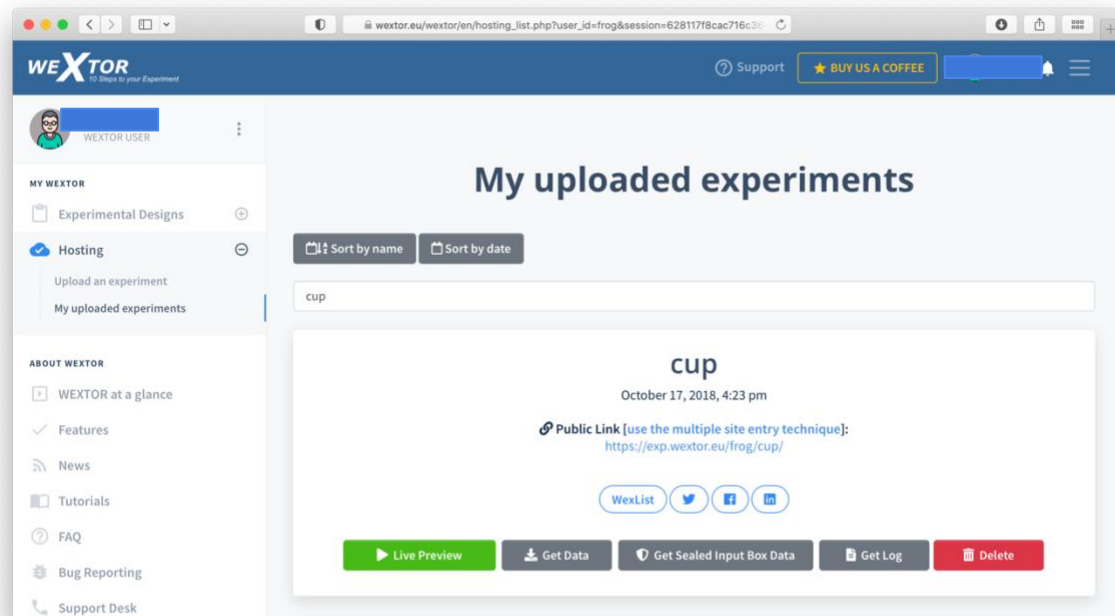 wextor.eu/wextor/en/hosting_list.php?user_id=frog&session=628117f8cac716c36
WEXTOR
10 Steps to your Experiment
Support
BUY US A COFFEE
WEXTOR USER
MY WEXTOR
Experimental Designs
Hosting
Upload an experiment
My uploaded experiments
ABOUT WEXTOR
WEXTOR at a glance
Features
News
Tutorials
FAQ
Bug Reporting
Support Desk
My uploaded experiments
Sort by name Sort by date
cup
cup
October 17, 2018, 4:23 pm
Public Link [use the multiple site entry technique]:
https://exp.wextor.eu/frog/cup/
WexList
Live Preview Get Data Get Sealed Input Box Data Get Log Delete